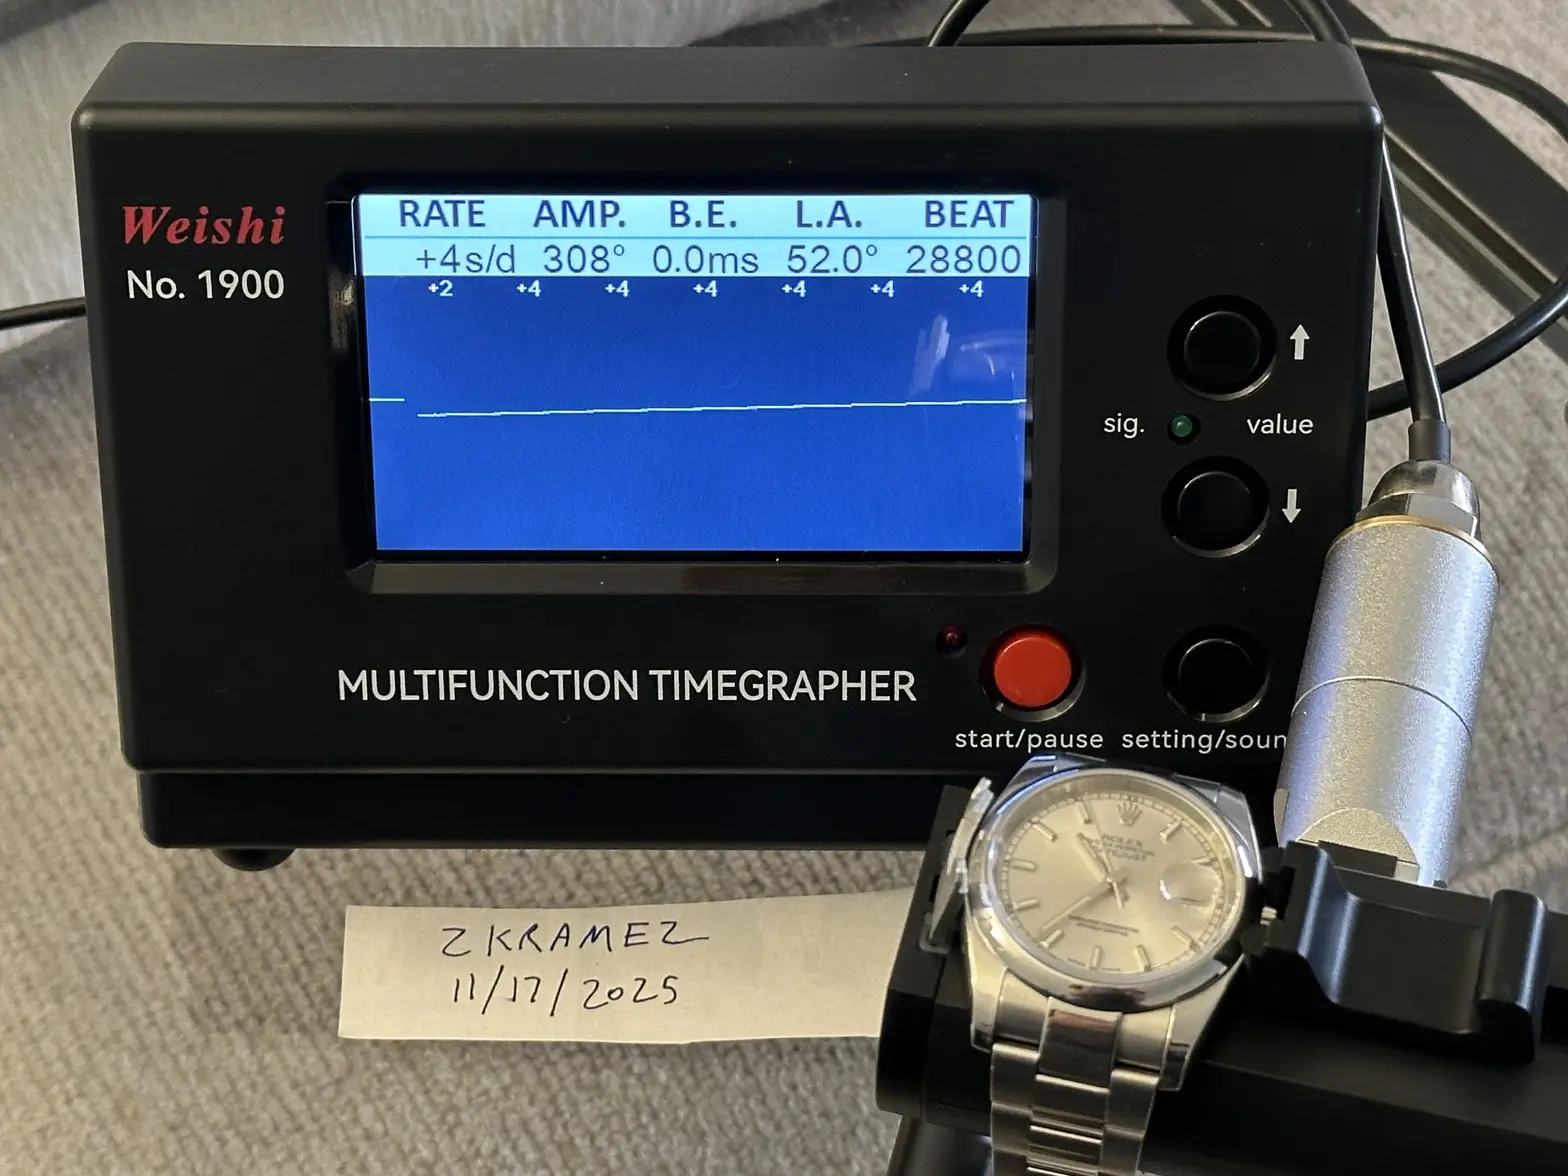 Weishi
No. 1900
RATE AMP. B.E. L.A. BEAT
+4s/d 308° 0.0ms 52.0° 28800
+2 +4 +4 +4 +4 +4 +4
sig. value
MULTIFUNCTION TIMEGRAPHER
start/pause setting/soun
ROLEX
ZKRAMEZ
11/17/2025